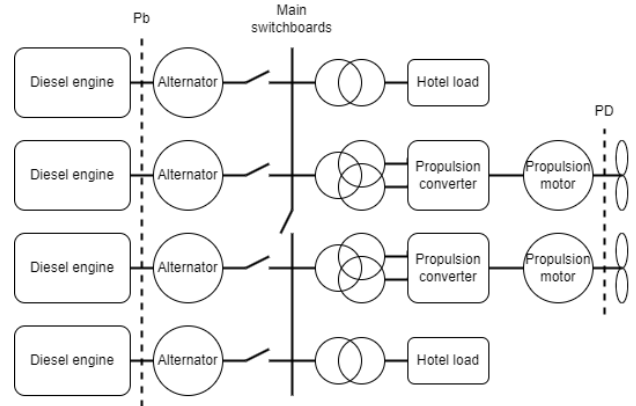 Main
switchboards
Pb
Diesel engine
Alternator
Hotel load
PD
Diesel engine
Alternator
Propulsion
converter
Propulsion
motor
Diesel engine
Alternator
Propulsion
converter
Propulsion
motor
Diesel engine
Alternator
Hotel load